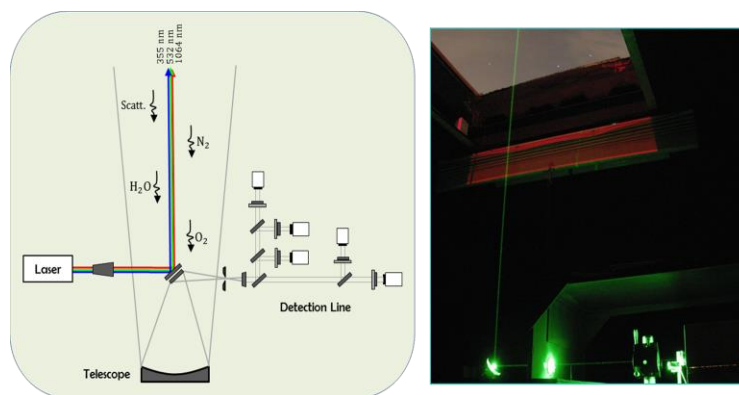 355 nm
532 nm
1064 nm
Scatt.
N₂
H₂O
O₂
Laser
Detection Line
Telescope